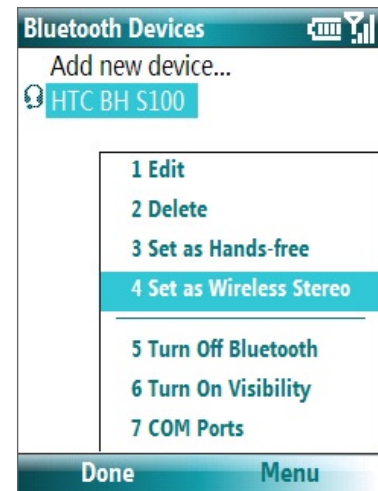 Bluetooth Devices
Add new device...
HTC BH S100
1 Edit
2 Delete
3 Set as Hands-free
4 Set as Wireless Stereo
5 Turn Off Bluetooth
6 Turn On Visibility
7 COM Ports
Done Menu